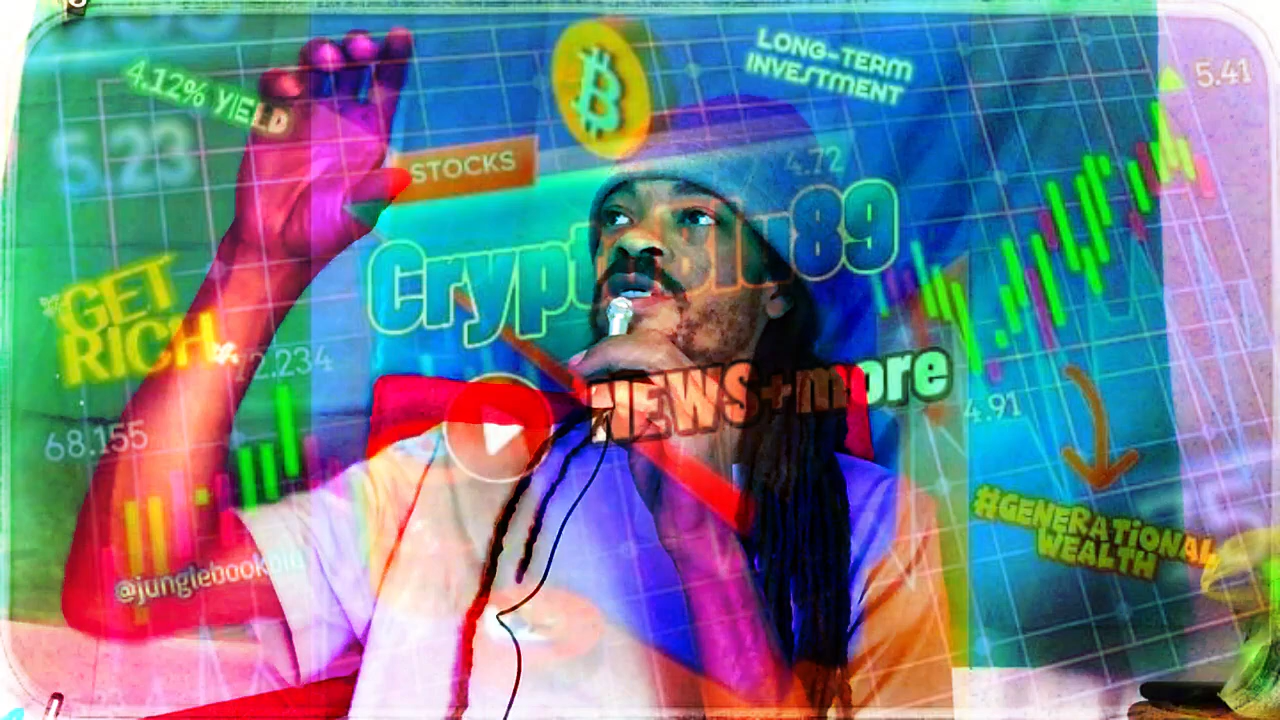 4.12% YIELD
5.23
STOCKS
LONG-TERM
INVESTMENT
5.41
4.72
GET
RICH
72.234
68.155
NEWS+more
4.91
#GENERATIONAL
WEALTH